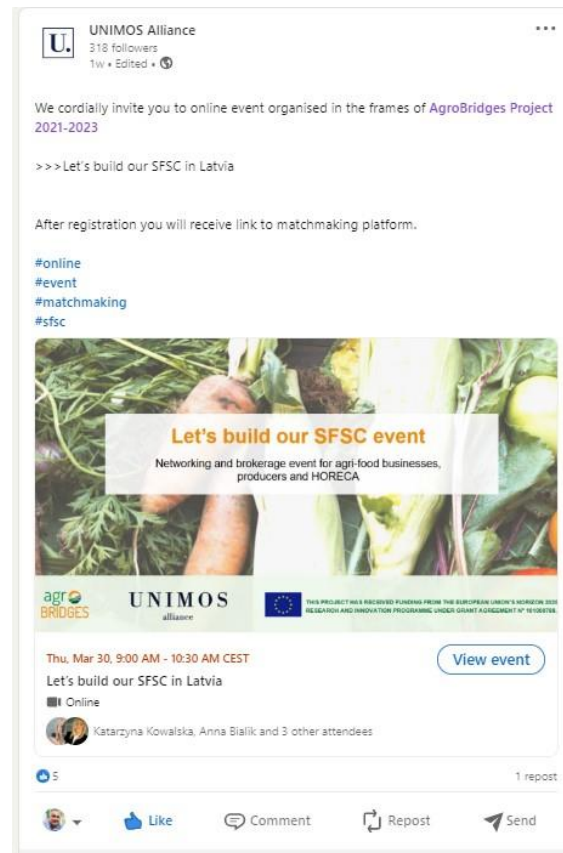 U.
UNIMOS Alliance
318 followers
1w • Edited •
We cordially invite you to online event organised in the frames of AgroBridges Project
2021-2023
>>>Let's build our SFSC in Latvia
After registration you will receive link to matchmaking platform.
#online
#event
#matchmaking
#sfsc
Let's build our SFSC event
Networking and brokerage event for agri-food businesses,
producers and HORECA
agro
BRIDGES
UNIMOS
alliance
THIS PROJECT HAS RECEIVED FUNDING FROM THE EUROPEAN UNION'S HORIZON 2020
RESEARCH AND INNOVATION PROGRAMME UNDER GRANT AGREEMENT N°
Thu, Mar 30, 9:00 AM - 10:30 AM CEST
View event
Let's build our SFSC in Latvia
Online
Katarzyna Kowalska, Anna Bialik and 3 other attendees
5
1 repost
Like
Comment
Repost
Send